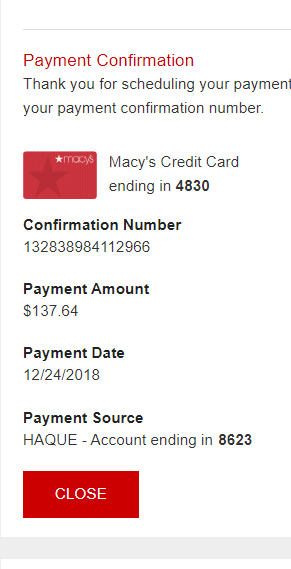 Payment Confirmation
Thank you for scheduling your payment
your payment confirmation number.
★macy's
Macy's Credit Card
ending in 4830
Confirmation Number
132838984112966
Payment Amount
$137.64
Payment Date
12/24/2018
Payment Source
HAQUE - Account ending in 8623
CLOSE